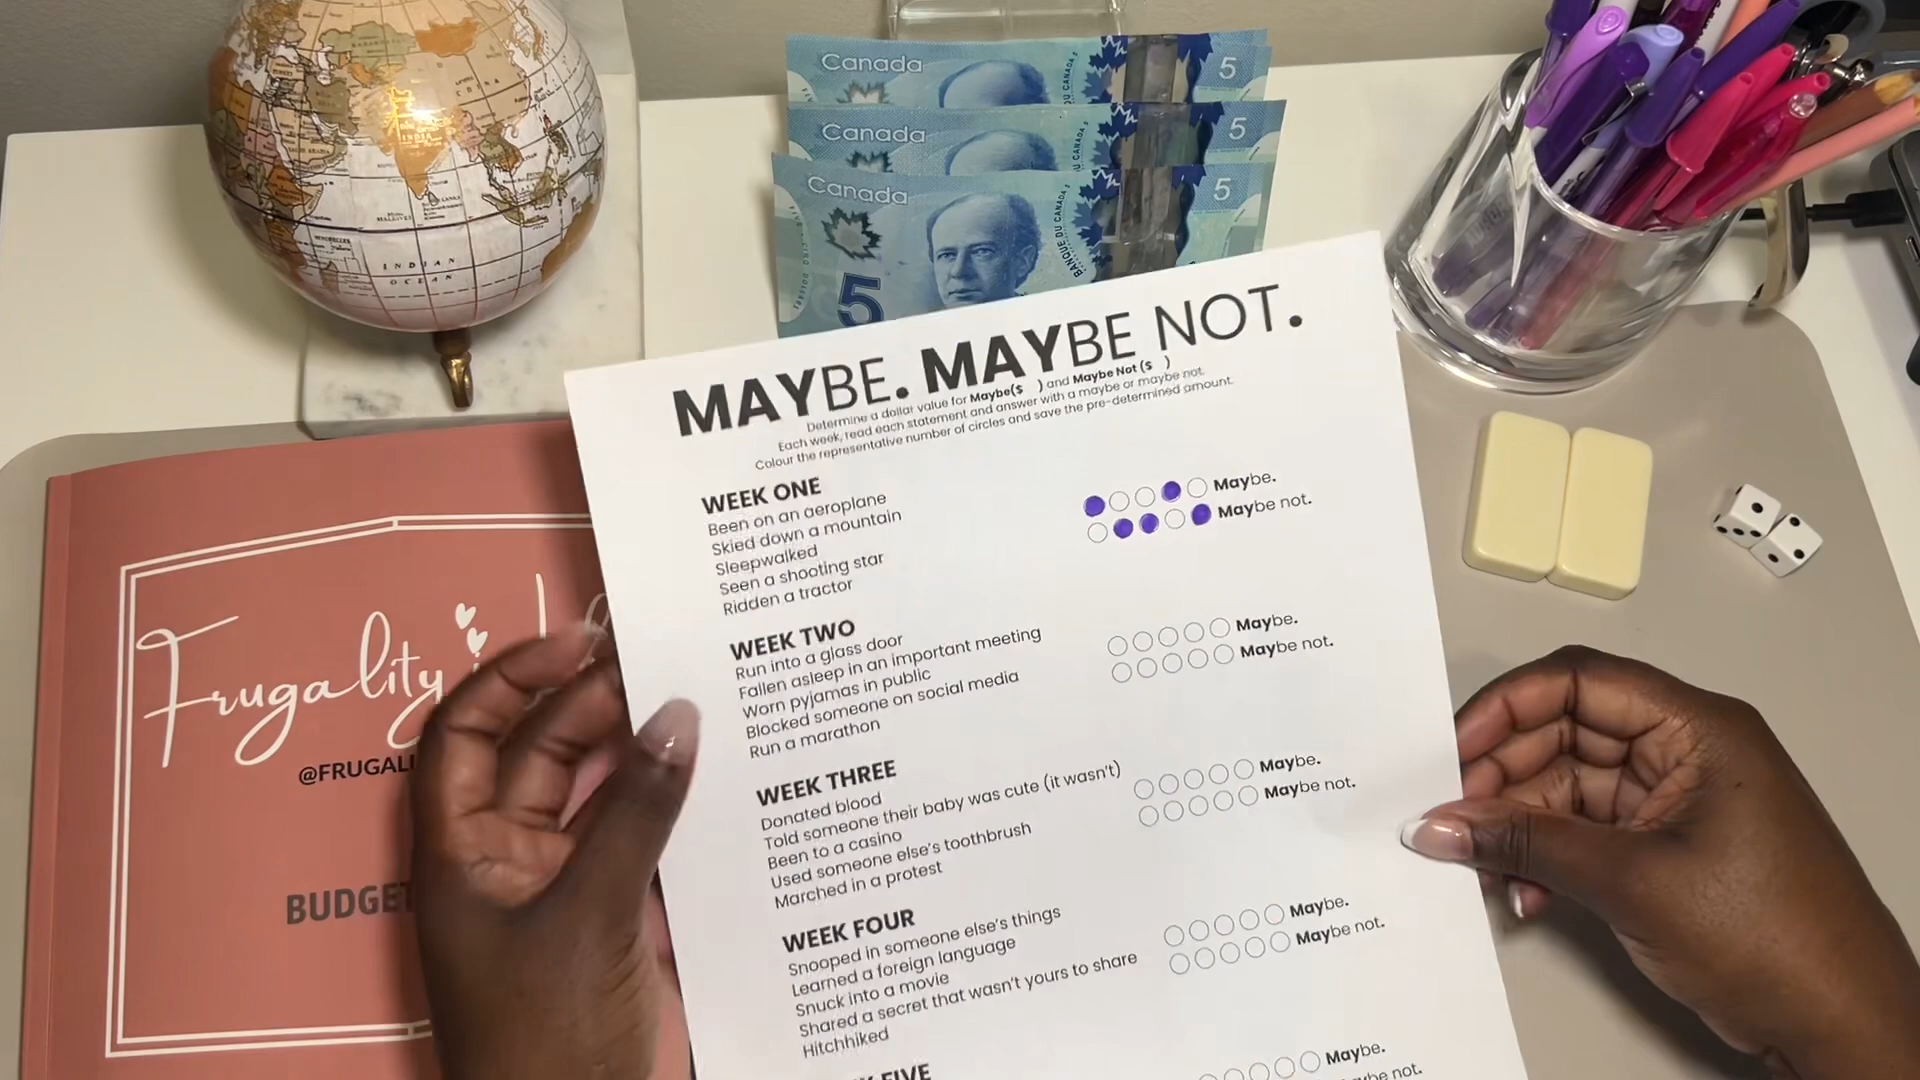 Canada
5
Canada
5
Canada
5
5
BANQUE DU CANADA
INDIAN
OCEAN
INDIA
CHINA
MAYBE. MAYBE NOT.
Determine a dollar value for Maybe($ ) and Maybe Not ($ )
Each week, read each statement and answer with a maybe or maybe not.
Colour the representative number of circles and save the pre-determined amount.
WEEK ONE
Been on an aeroplane
Skied down a mountain
Sleepwalked
Seen a shooting star
Ridden a tractor
Maybe.
Maybe not.
WEEK TWO
Run into a glass door
Fallen asleep in an important meeting
Worn pyjamas in public
Blocked someone on social media
Run a marathon
Maybe.
Maybe not.
WEEK THREE
Donated blood
Told someone their baby was cute (it wasn't)
Been to a casino
Used someone else's toothbrush
Marched in a protest
Maybe.
Maybe not.
WEEK FOUR
Snooped in someone else's things
Learned a foreign language
Snuck into a movie
Shared a secret that wasn't yours to share
Hitchhiked
Maybe.
Maybe not.
FIVE
Maybe.
not.
Frugality
@FRUGALI
BUDGET